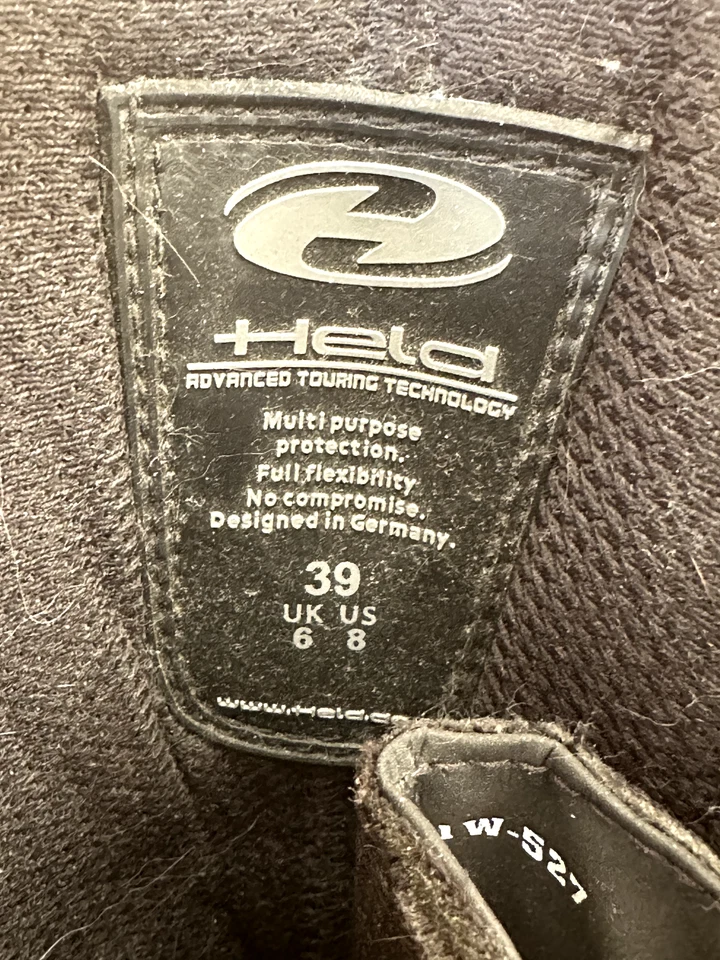 Held
ADVANCED TOURING TECHNOLOGY
Multi purpose
protection.
Full flexibility
No compromise.
Designed in Germany.
39
UK US
6 8
W-527